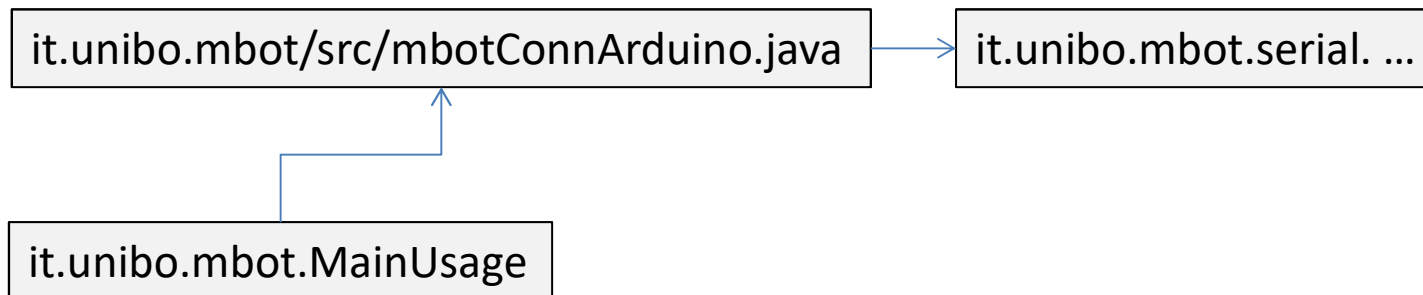 it.unibo.mbot/src/mbotConnArduino.java
it.unibo.mbot.serial. …
it.unibo.mbot.MainUsage